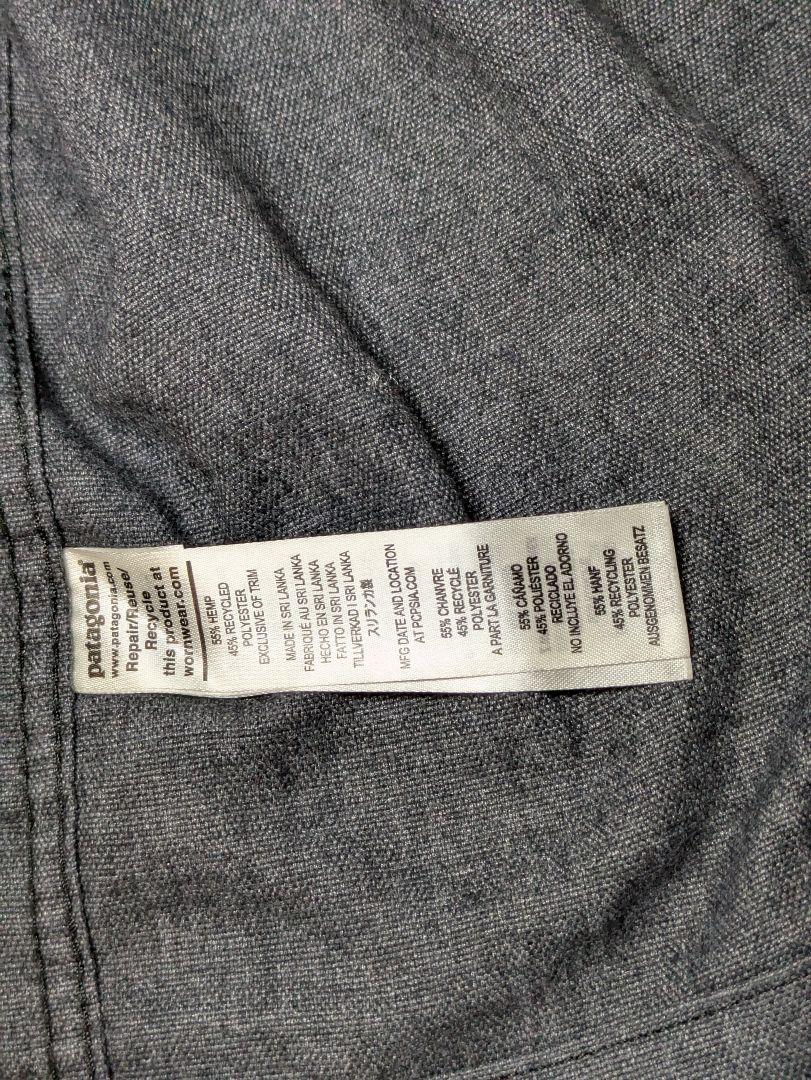 patagonia®
www.patagonia.com
Repair/Reuse/
Recycle
this product at
wornwear.com
55% HEMP
45% RECYCLED
POLYESTER
EXCLUSIVE OF TRIM
MADE IN SRI LANKA
FABRIQUE AU SRI LANKA
HECHO EN SRI LANKA
FATTO IN SRI LANKA
TILLVERKAD I SRI LANKA
スリランカ製
MFG DATE AND LOCATION
AT PCPSIA.COM
55% CHANVRE
45% RECYCLÉ
POLYESTER
A PART LA GARNITURE
55% CÁÑAMO
45% POLIÉSTER
RECICLADO
NO INCLUYE EL ADORNO
55% HANF
45% RECYCLING
POLYESTER
AUSGENOMMEN BESATZ